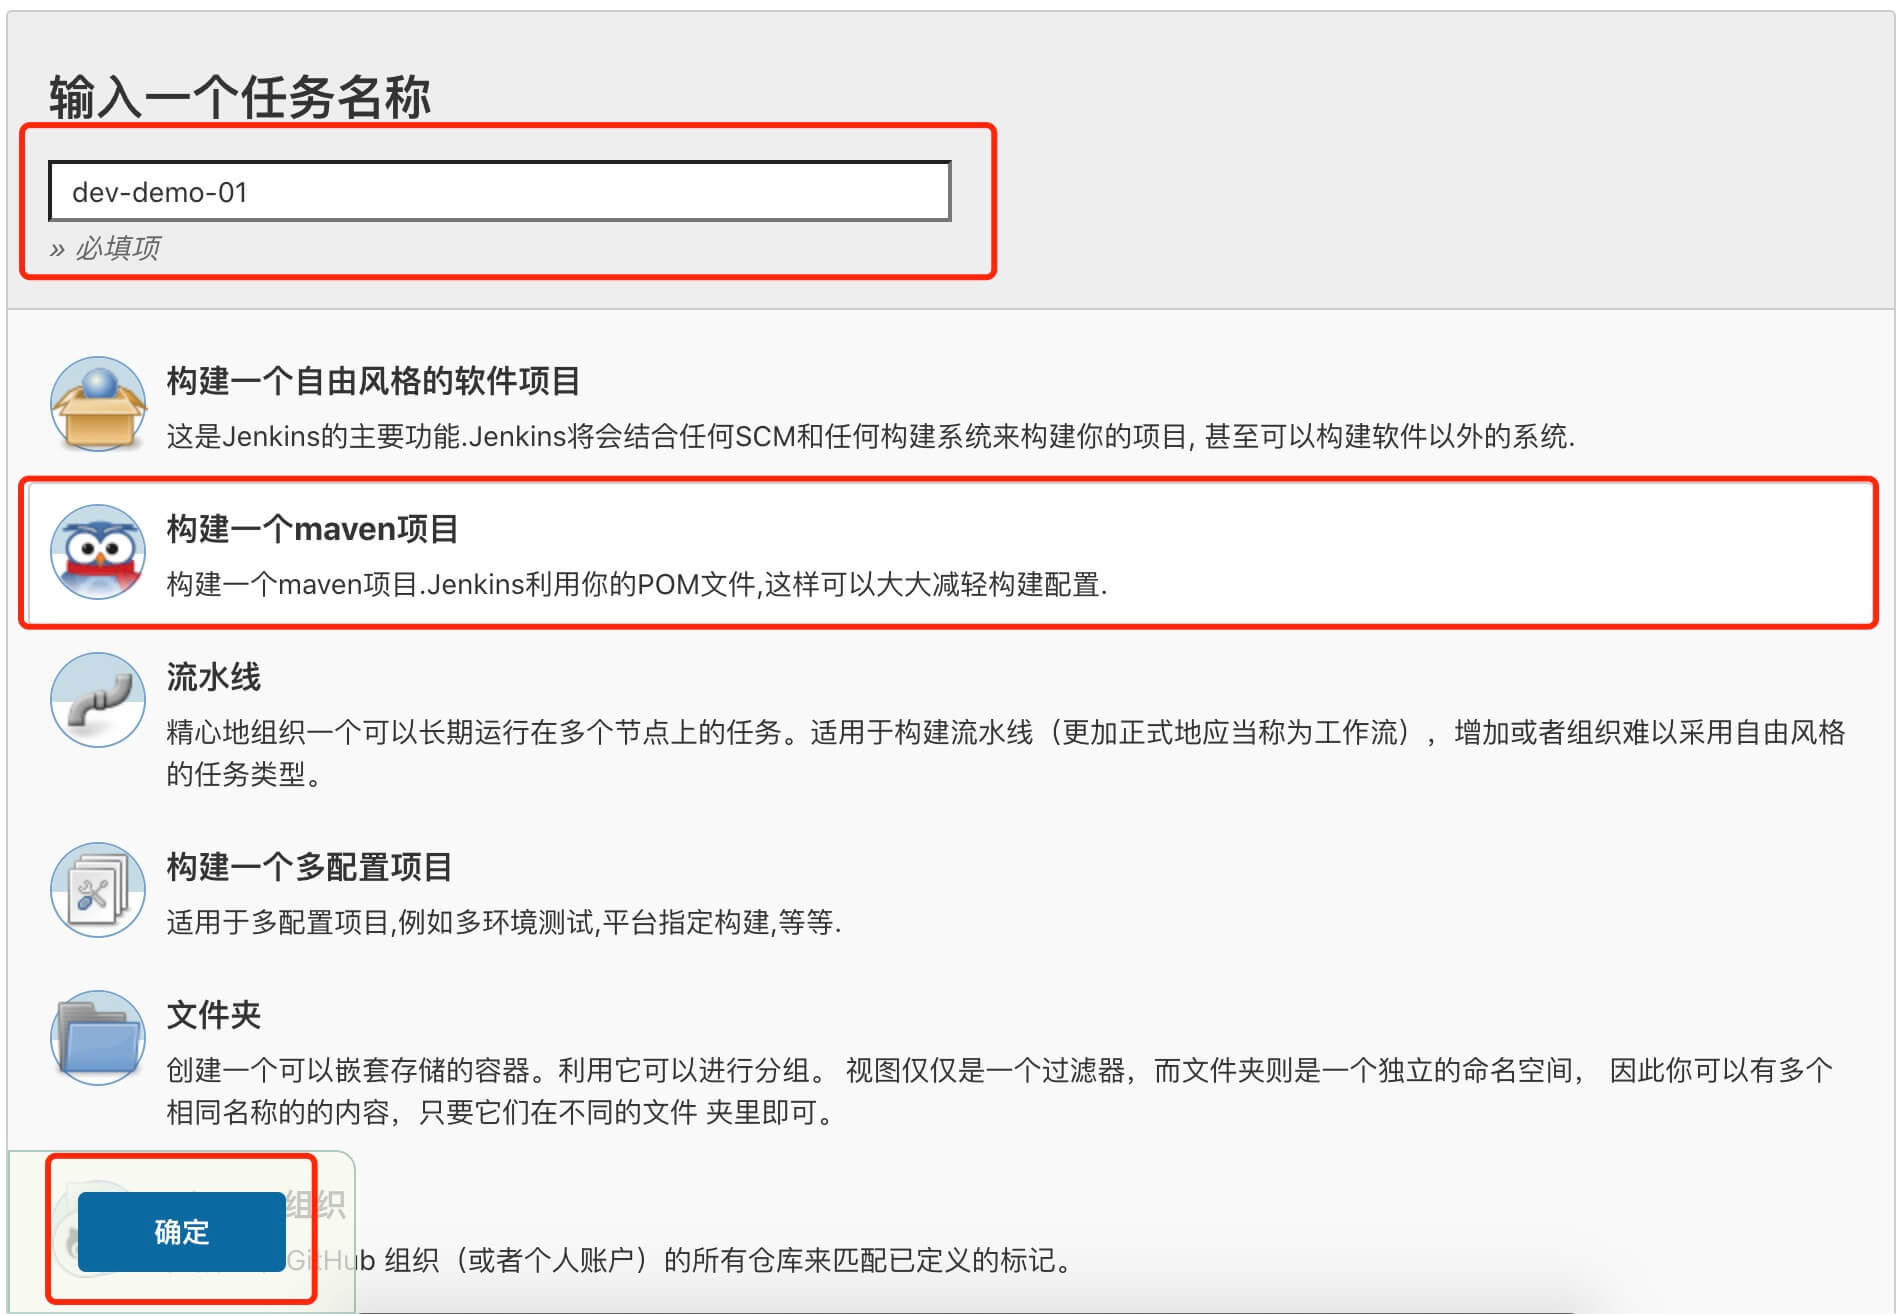 输入一个任务名称
dev-demo-01
» 必填项
构建一个自由风格的软件项目
这是Jenkins的主要功能.Jenkins将会结合任何SCM和任何构建系统来构建你的项目, 甚至可以构建软件以外的系统.
构建一个maven项目
构建一个maven项目.Jenkins利用你的POM文件,这样可以大大减轻构建配置.
流水线
精心地组织一个可以长期运行在多个节点上的任务。适用于构建流水线（更加正式地应当称为工作流），增加或者组织难以采用自由风格
的任务类型。
构建一个多配置项目
适用于多配置项目,例如多环境测试,平台指定构建,等等.
文件夹
创建一个可以嵌套存储的容器。利用它可以进行分组。 视图仅仅是一个过滤器，而文件夹则是一个独立的命名空间， 因此你可以有多个
相同名称的的内容，只要它们在不同的文件 夹里即可。
组织
确定
GitHub 组织（或者个人账户）的所有仓库来匹配已定义的标记。